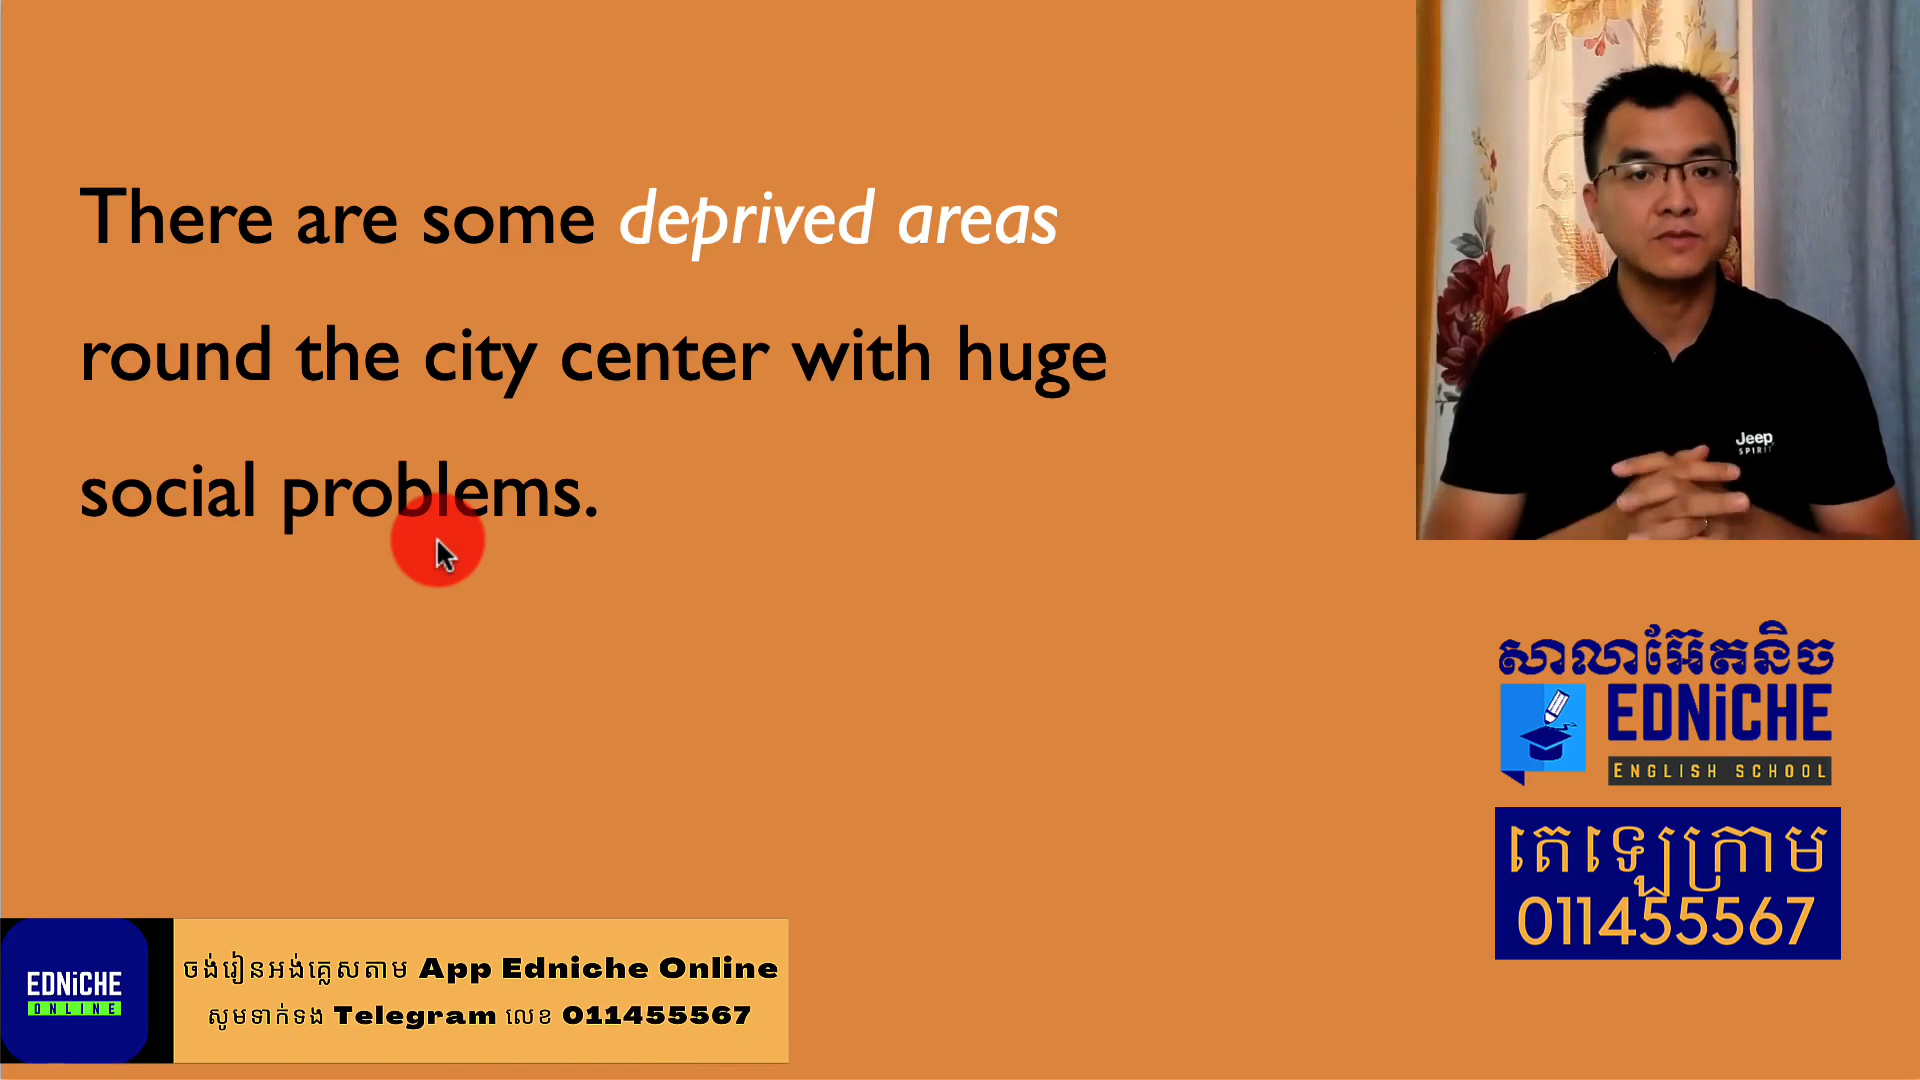 There are some deprived areas
round the city center with huge
social problems.
Jeep
SPIRIT
សាលាអ៊ែតនិច
EDNiCHE
ENGLISH SCHOOL
តេឡេក្រាម
011455567
EDNiCHE
ONLINE
ចង់រៀនអង់គ្លេសតាម App Edniche Online
សូមទាក់ទង Telegram លេខ 011455567